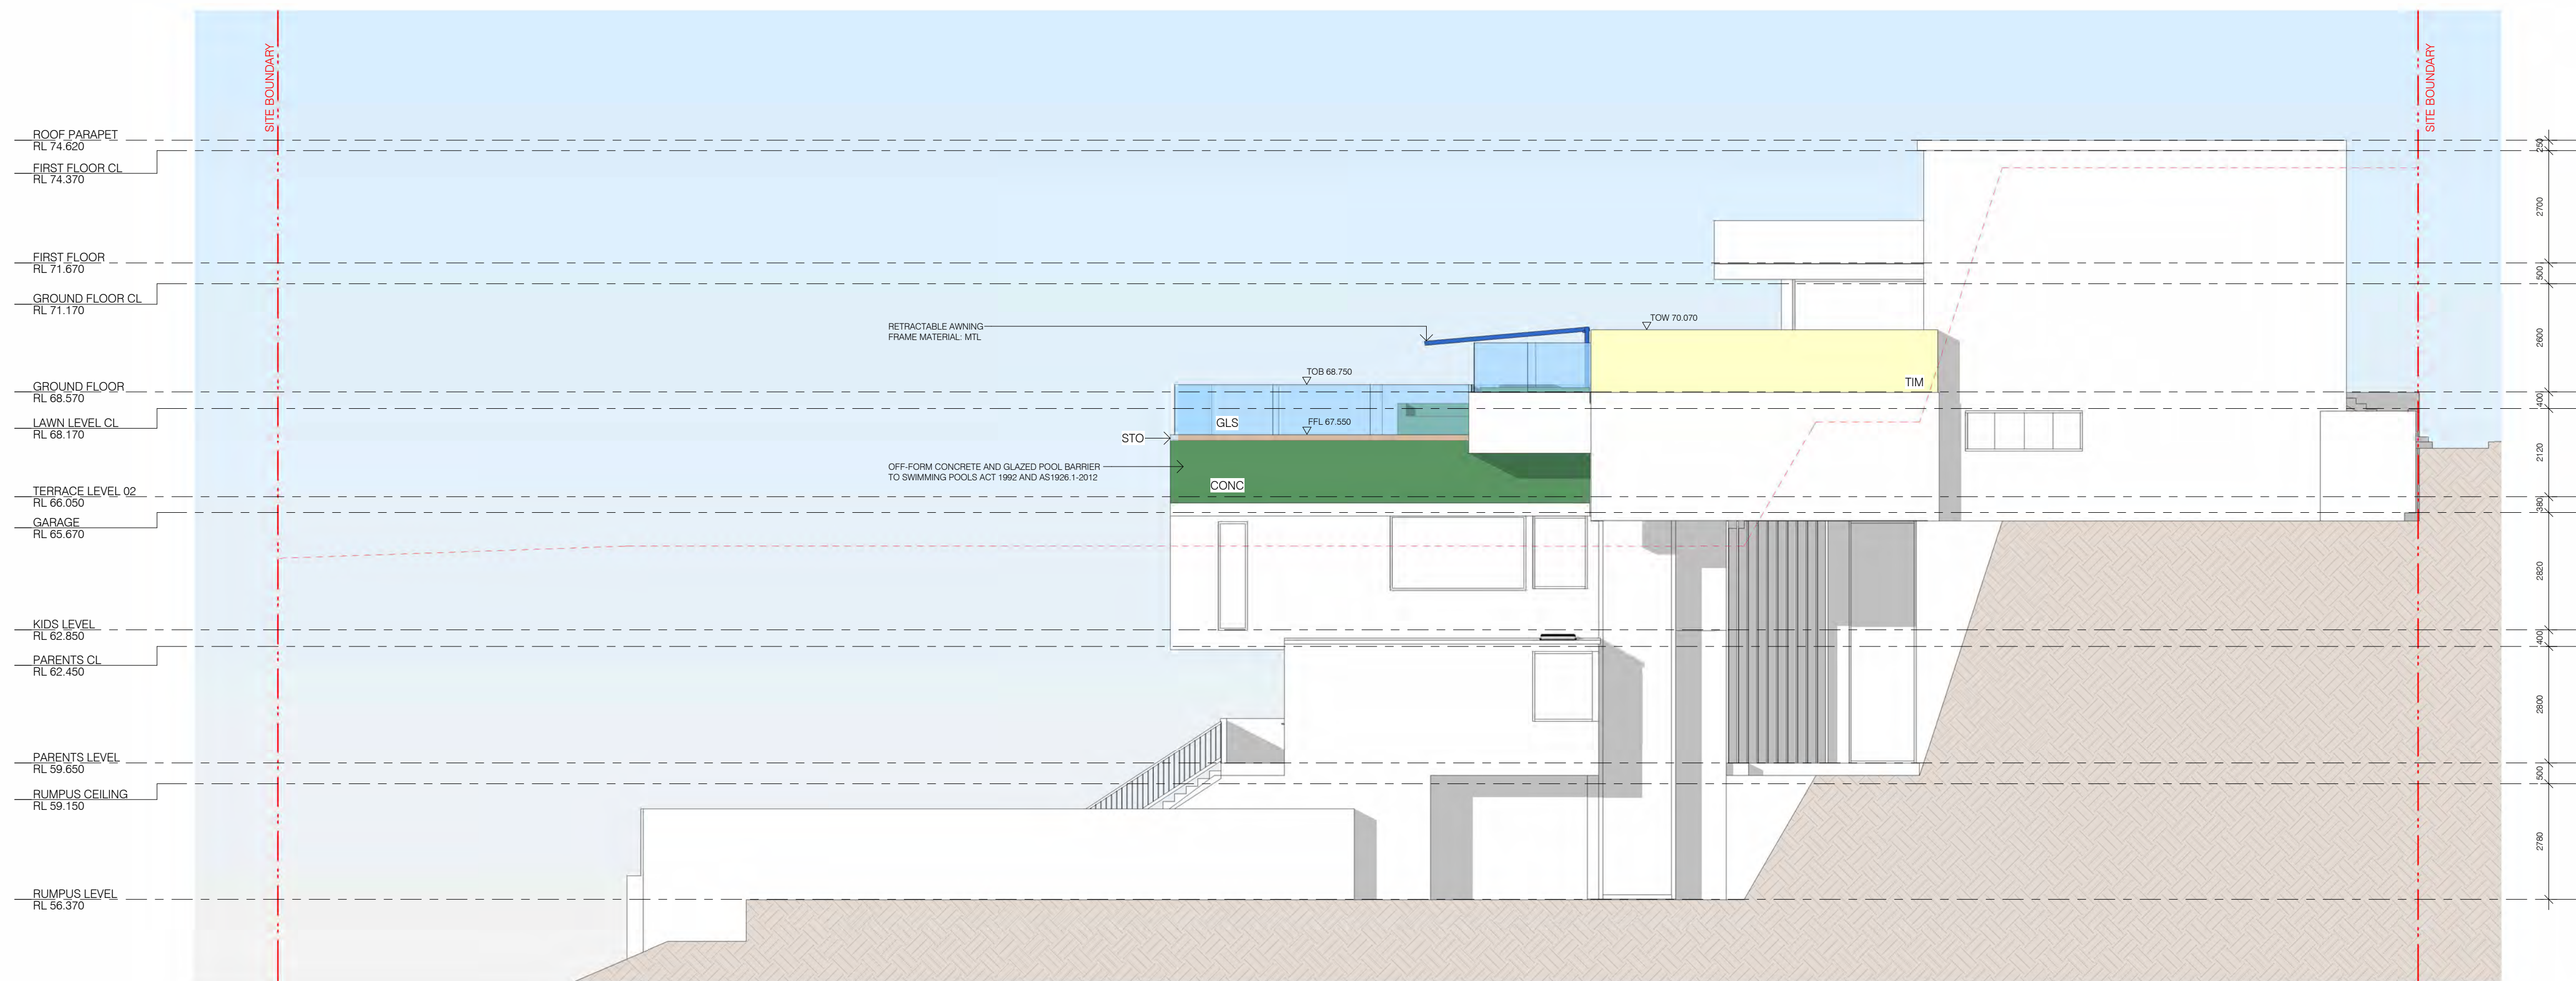 SITE BOUNDARY
SITE BOUNDARY
ROOF PARAPET
RL 74.620
FIRST FLOOR CL
RL 74.370
FIRST FLOOR
RL 71.670
GROUND FLOOR CL
RL 71.170
GROUND FLOOR
RL 68.570
LAWN LEVEL CL
RL 68.170
TERRACE LEVEL 02
RL 66.050
GARAGE
RL 65.670
KIDS LEVEL
RL 62.850
PARENTS CL
RL 62.450
PARENTS LEVEL
RL 59.650
RUMPUS CEILING
RL 59.150
RUMPUS LEVEL
RL 56.370
RETRACTABLE AWNING
FRAME MATERIAL: MTL
TOW 70.070
TOB 68.750
TIM
GLS
FFL 67.550
STO
OFF-FORM CONCRETE AND GLAZED POOL BARRIER
TO SWIMMING POOLS ACT 1992 AND AS1926.1-2012
CONC
250
2700
500
2600
400
2120
380
2820
400
2800
500
2780